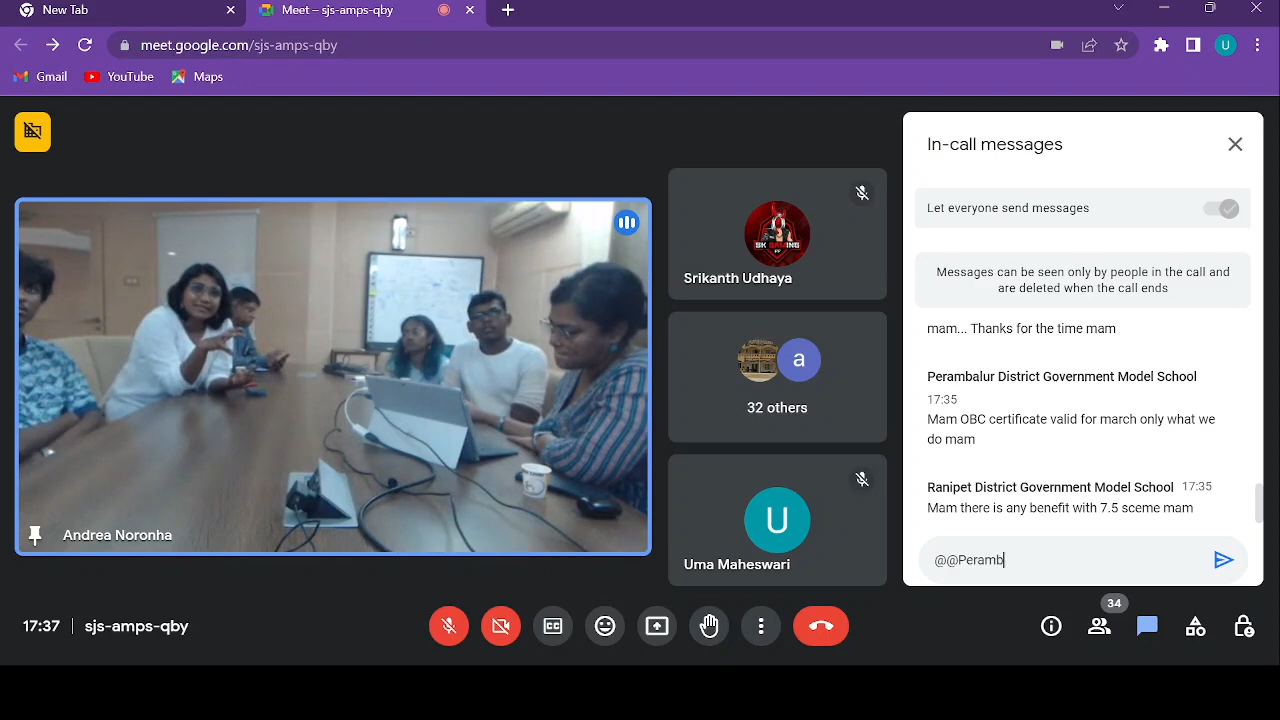 New Tab
Meet – sjs-amps-qby
meet.google.com/sjs-amps-qby
U
Gmail
YouTube
Maps
SK GAMING
FF
Srikanth Udhaya
a
32 others
U
Uma Maheswari
Andrea Noronha
In-call messages
Let everyone send messages
Messages can be seen only by people in the call and
are deleted when the call ends
mam... Thanks for the time mam
Perambalur District Government Model School
17:35
Mam OBC certificate valid for march only what we
do mam
Ranipet District Government Model School 17:35
Mam there is any benefit with 7.5 sceme mam
@@Peramb
17:37 | sjs-amps-qby
CC
34